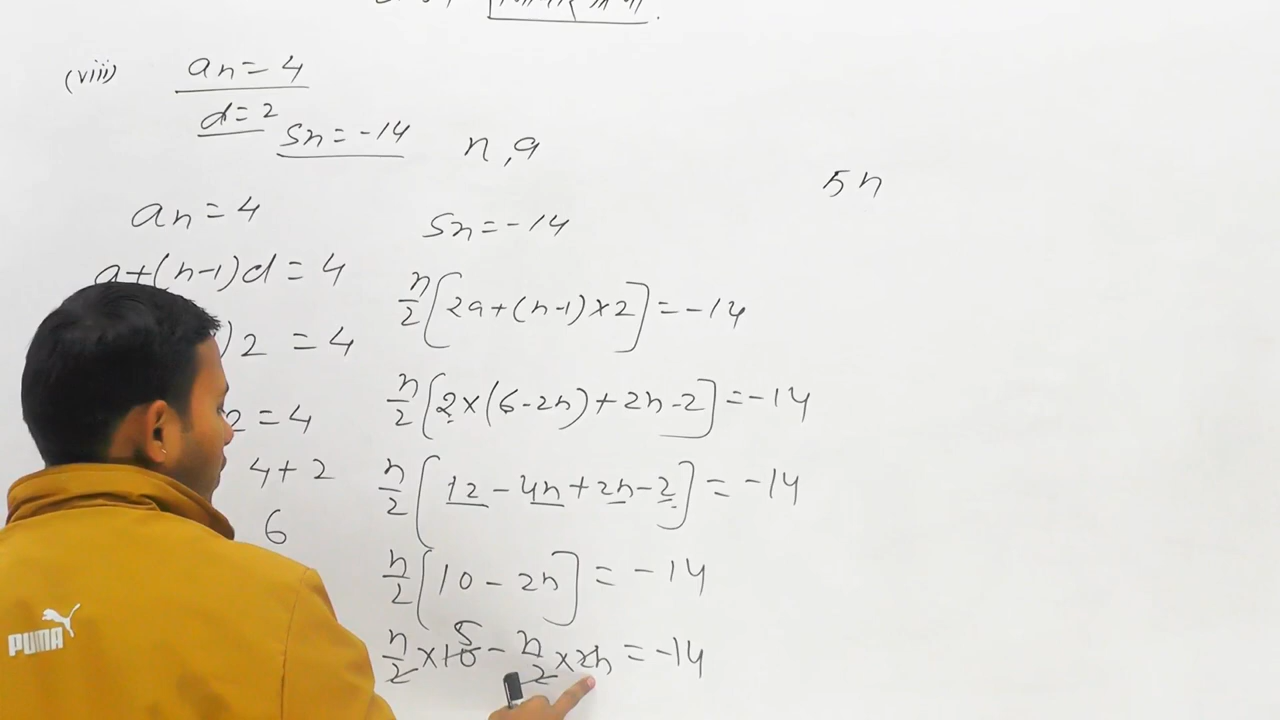 (viii) an = 4
d = 2
Sn = -14 n, a
an = 4
a+(n-1)d = 4
)2 = 4
2 = 4
4+2
6
Sn = -14
n/2[2a+(n-1)×2] = -14
n/2[2×(6-2n)+2n-2] = -14
n/2[12-4n+2n-2] = -14
n/2[10-2n] = -14
n/2×10 5 - n/2×2n = -14
5n
PUMA